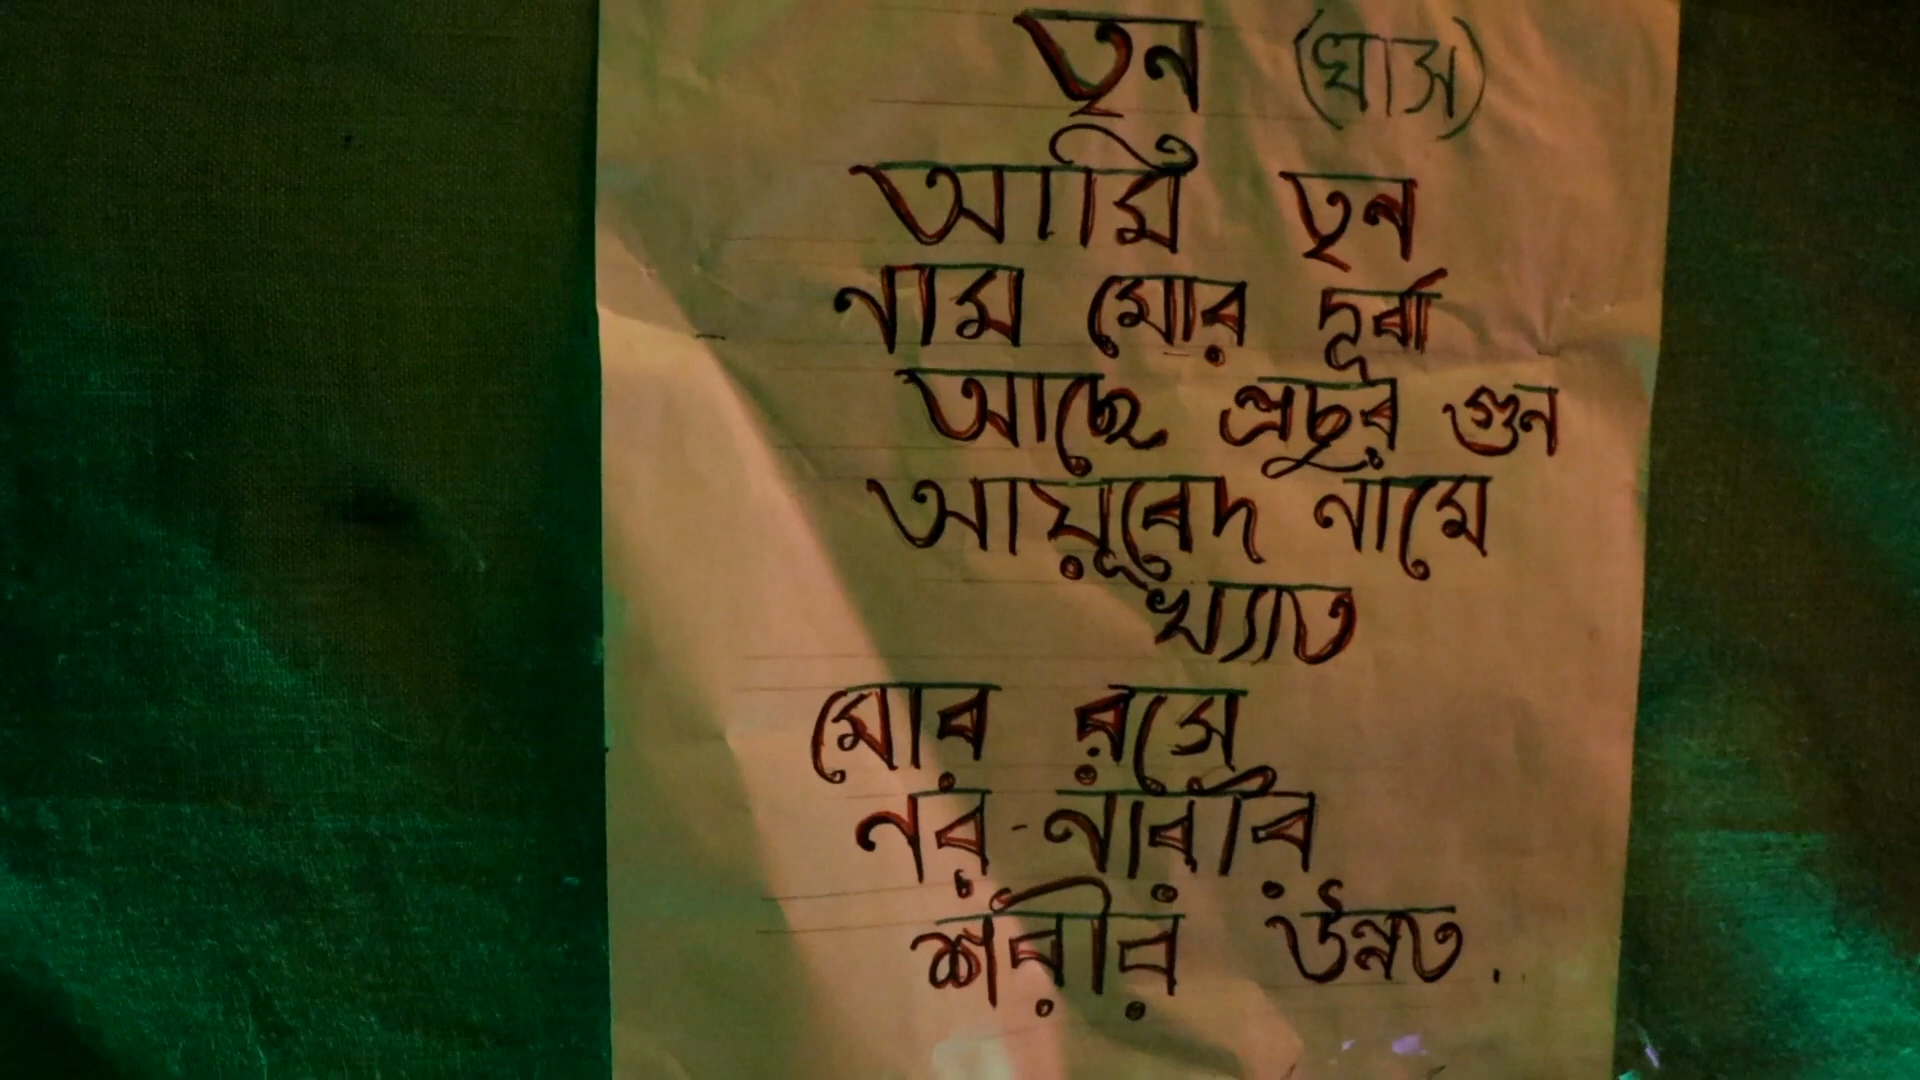 তৃন (ঘাস)
আমি তৃন
নাম মোর দূর্বা
আছে প্রচুর গুন
আয়ূবেদ নামে
খ্যাত
মোর রসে
নর-নারীর
শরীর উন্নত.